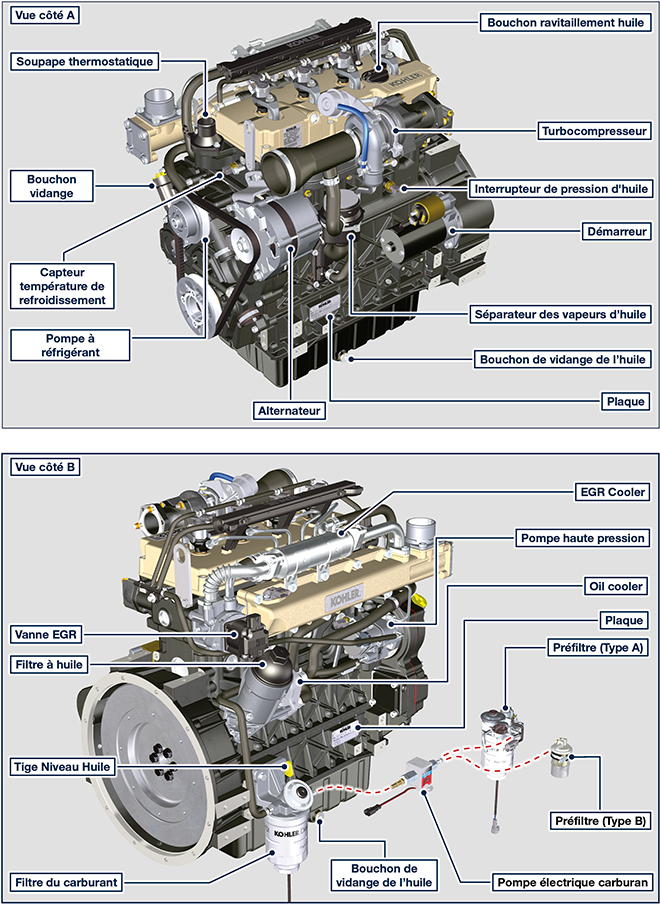 Vue côté A
Bouchon ravitaillement huile
Soupape thermostatique
KOHLER
KOHLER
Turbocompresseur
Bouchon
vidange
Interrupteur de pression d'huile
Démarreur
Capteur
température de
refroidissement
KOHLER
Séparateur des vapeurs d'huile
Pompe à
réfrigérant
Bouchon de vidange de l'huile
Alternateur
Plaque
Vue côté B
EGR Cooler
Pompe haute pression
Oil cooler
KOHLER
Plaque
Vanne EGR
Préfiltre (Type A)
Filtre à huile
KOHLER
Tige Niveau Huile
Préfiltre (Type B)
KOHLER
Bouchon de
vidange de l'huile
Filtre du carburant
Pompe électrique carburan